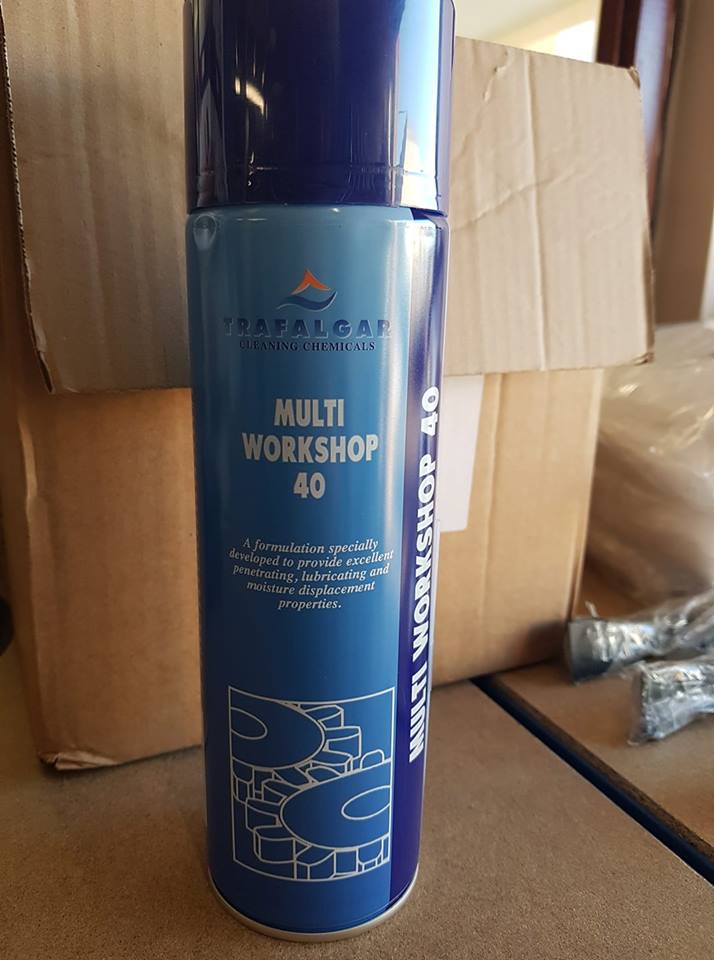 TRAFALGAR
CLEANING CHEMICALS
MULTI
WORKSHOP
40
A formulation specially
developed to provide excellent
penetrating, lubricating and
moisture displacement
properties.
MULTI WORKSHOP 40